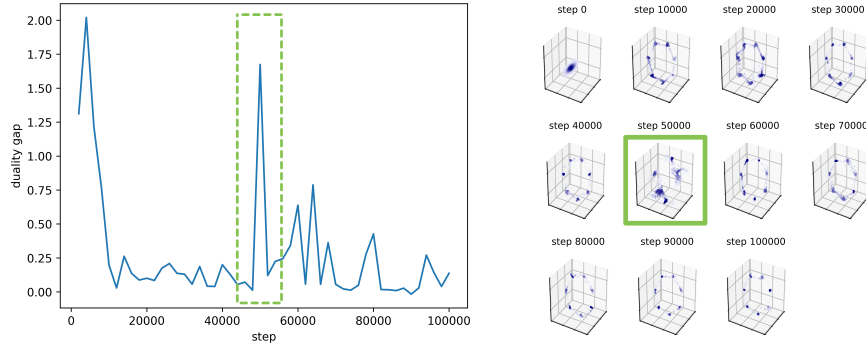 2.00
1.75
1.50
1.25
1.00
0.75
0.50
0.25
0.00
duality gap
0 20000 40000 60000 80000 100000
step
step 0 step 10000 step 20000 step 30000
step 40000 step 50000 step 60000 step 70000
step 80000 step 90000 step 100000